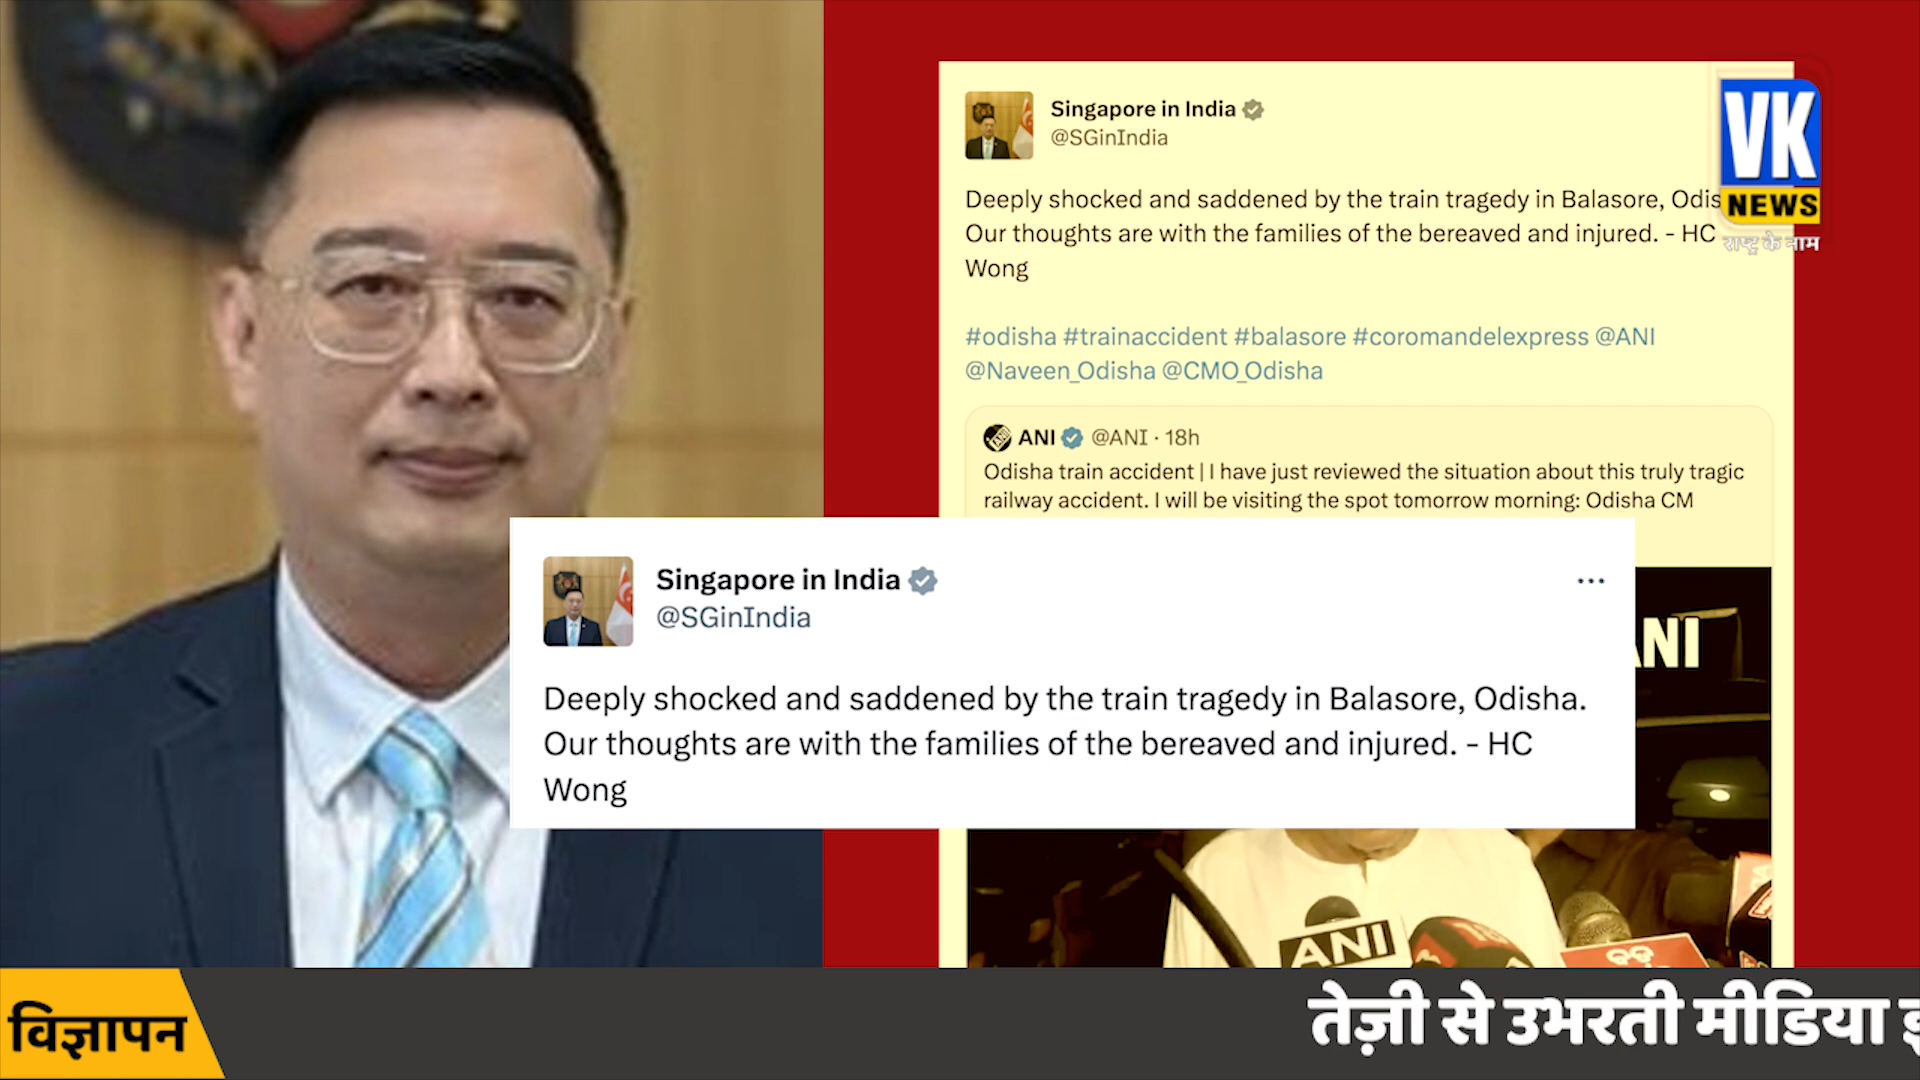 Singapore in India
@SGinIndia
Deeply shocked and saddened by the train tragedy in Balasore, Odis
Our thoughts are with the families of the bereaved and injured. - HC
Wong
#odisha #trainaccident #balasore #coromandelexpress @ANI
@Naveen_Odisha @CMO_Odisha
ANI @ANI · 18h
Odisha train accident | I have just reviewed the situation about this truly tragic
railway accident. I will be visiting the spot tomorrow morning: Odisha CM
VK
NEWS
राष्ट्र के नाम
Singapore in India
@SGinIndia
Deeply shocked and saddened by the train tragedy in Balasore, Odisha.
Our thoughts are with the families of the bereaved and injured. - HC
Wong
ANI
ANI
विज्ञापन
तेज़ी से उभरती मीडिया